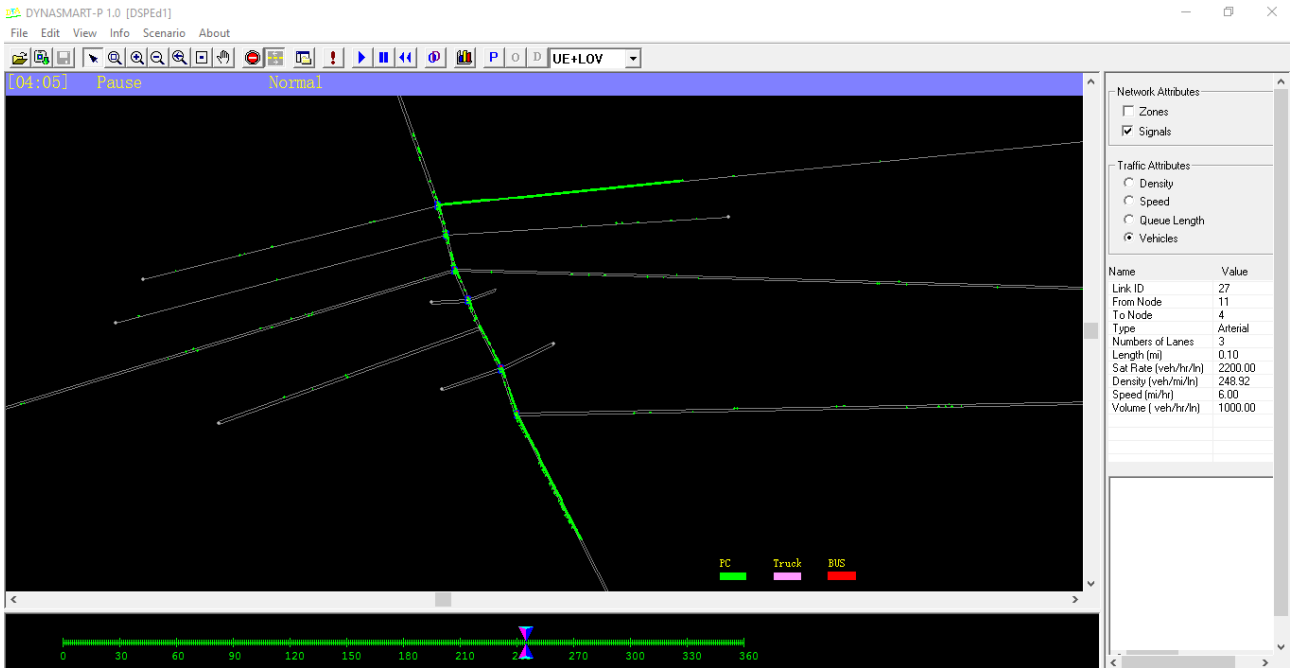 DYNASMART-P 1.0 [DSPEd1]
File Edit View Info Scenario About
P O D UE+LOV
[04:05] Pause Normal
Network Attributes
Zones
Signals
Traffic Attributes
Density
Speed
Queue Length
Vehicles
Name Value
Link ID 27
From Node 11
To Node 4
Type Arterial
Numbers of Lanes 3
Length (mi) 0.10
Sat Rate (veh/hr/ln) 2200.00
Density (veh/mi/ln) 248.92
Speed (mi/hr) 6.00
Volume ( veh/hr/ln) 1000.00
PC Truck BUS
0 30 60 90 120 150 180 210 270 300 330 360